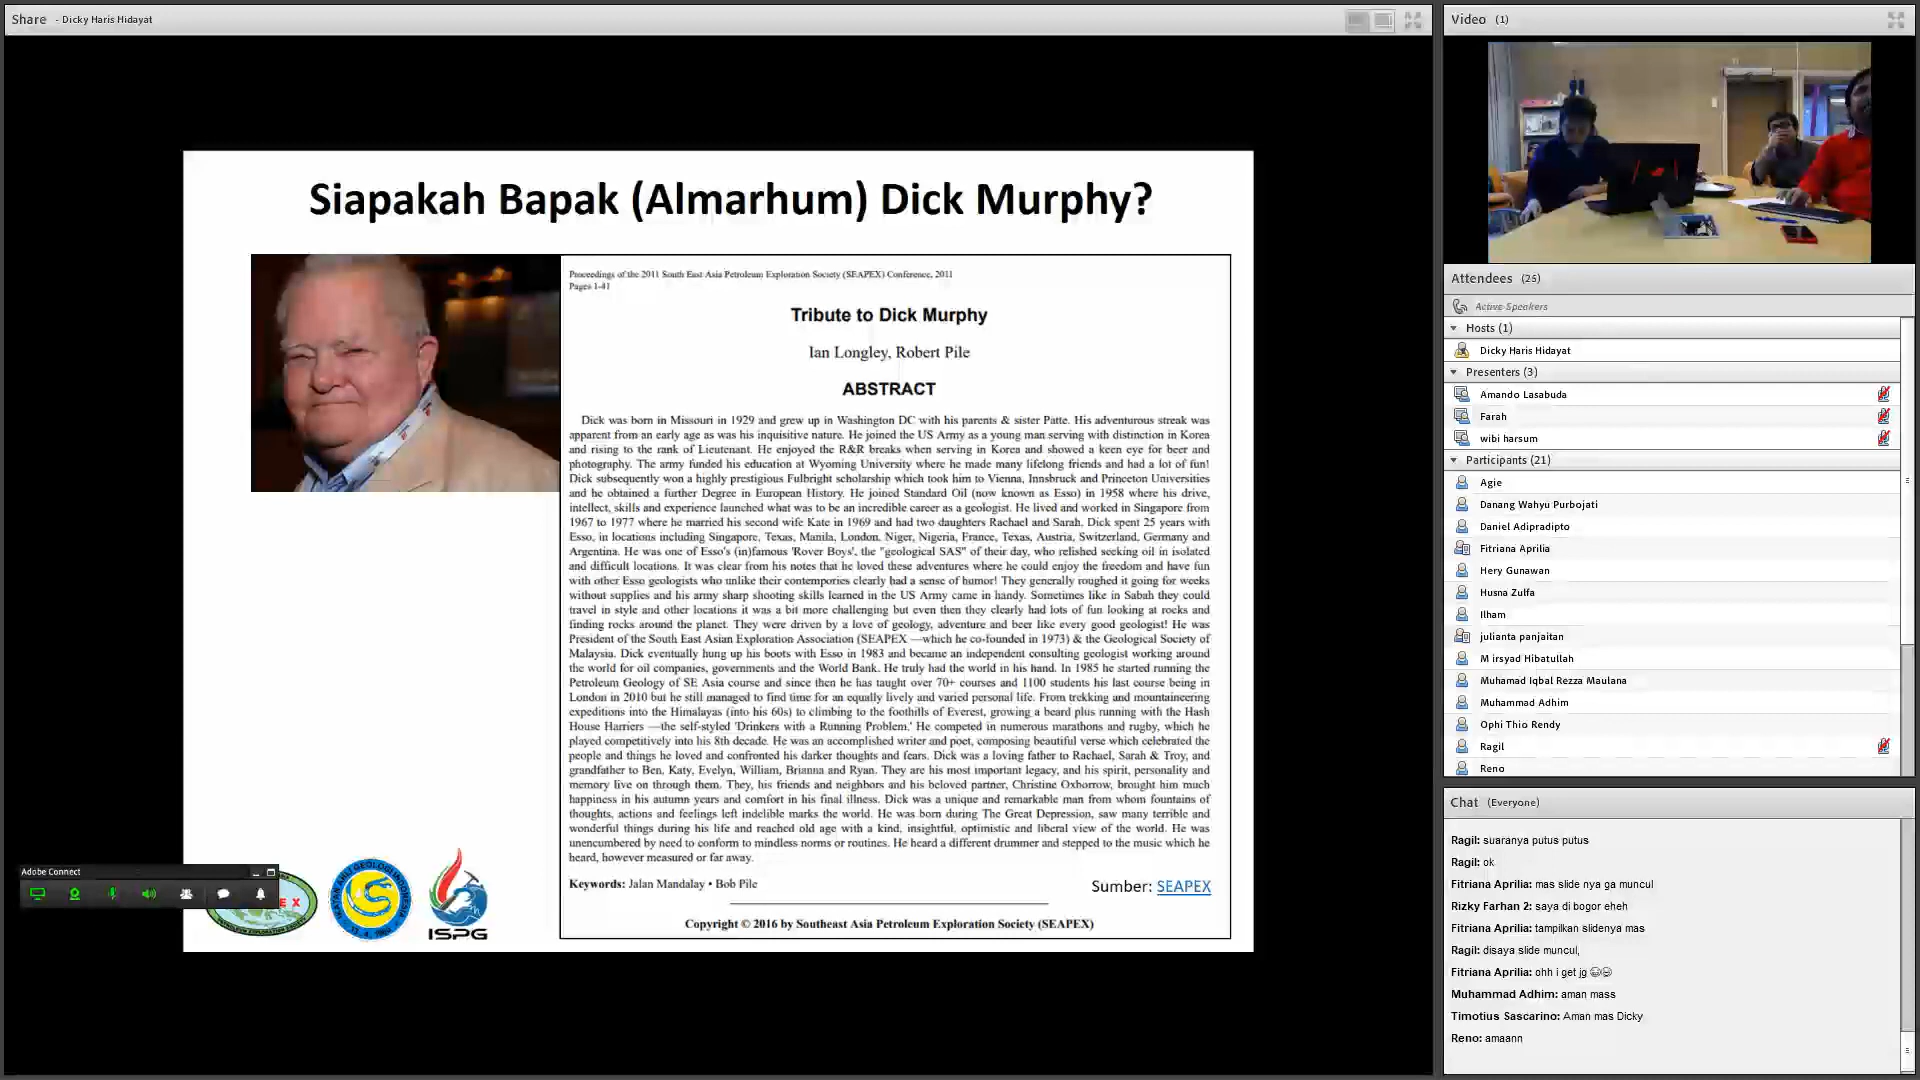 Share - Dicky Haris Hidayat
Siapakah Bapak (Almarhum) Dick Murphy?
Proceedings of the 2011 South East Asia Petroleum Exploration Society (SEAPEX) Conference, 2011
Pages 1-41
Tribute to Dick Murphy
Ian Longley, Robert Pile
ABSTRACT
Dick was born in Missouri in 1929 and grew up in Washington DC with his parents & sister Patte. His adventurous streak was
apparent from an early age as was his inquisitive nature. He joined the US Army as a young man serving with distinction in Korea
and rising to the rank of Lieutenant. He enjoyed the R&R breaks when serving in Korea and showed a keen eye for beer and
photography. The army funded his education at Wyoming University where he made many lifelong friends and had a lot of fun!
Dick subsequently won a highly prestigious Fulbright scholarship which took him to Vienna, Innsbruck and Princeton Universities
and he obtained a further Degree in European History. He joined Standard Oil (now known as Esso) in 1958 where his drive,
intellect, skills and experience launched what was to be an incredible career as a geologist. He lived and worked in Singapore from
1967 to 1977 where he married his second wife Kate in 1969 and had two daughters Rachael and Sarah. Dick spent 25 years with
Esso, in locations including Singapore, Texas, Manila, London, Niger, Nigeria, France, Texas, Austria, Switzerland, Germany and
Argentina. He was one of Esso's (in)famous 'Rover Boys', the "geological SAS" of their day, who relished seeking oil in isolated
and difficult locations. It was clear from his notes that he loved these adventures where he could enjoy the freedom and have fun
with other Esso geologists who unlike their contempories clearly had a sense of humor! They generally roughed it going for weeks
without supplies and his army sharp shooting skills learned in the US Army came in handy. Sometimes like in Sabah they could
travel in style and other locations it was a bit more challenging but even then they clearly had lots of fun looking at rocks and
finding rocks around the planet. They were driven by a love of geology, adventure and beer like every good geologist! He was
President of the South East Asian Exploration Association (SEAPEX —which he co-founded in 1973) & the Geological Society of
Malaysia. Dick eventually hung up his boots with Esso in 1983 and became an independent consulting geologist working around
the world for oil companies, governments and the World Bank. He truly had the world in his hand. In 1985 he started running the
Petroleum Geology of SE Asia course and since then he has taught over 70+ courses and 1100 students his last course being in
London in 2010 but he still managed to find time for an equally lively and varied personal life. From trekking and mountaineering
expeditions into the Himalayas (into his 60s) to climbing to the foothills of Everest, growing a beard plus running with the Hash
House Harriers —the self-styled 'Drinkers with a Running Problem.' He competed in numerous marathons and rugby, which he
played competitively into his 8th decade. He was an accomplished writer and poet, composing beautiful verse which celebrated the
people and things he loved and confronted his darker thoughts and fears. Dick was a loving father to Rachael, Sarah & Troy, and
grandfather to Ben, Katy, Evelyn, William, Brianna and Ryan. They are his most important legacy, and his spirit, personality and
memory live on through them. They, his friends and neighbors and his beloved partner, Christine Oxborrow, brought him much
happiness in his autumn years and comfort in his final illness. Dick was a unique and remarkable man from whom fountains of
thoughts, actions and feelings left indelible marks the world. He was born during The Great Depression, saw many terrible and
wonderful things during his life and reached old age with a kind, insightful, optimistic and liberal view of the world. He was
unencumbered by need to conform to mindless norms or routines. He heard a different drummer and stepped to the music which he
heard, however measured or far away.
Keywords: Jalan Mandalay • Bob Pile
Sumber: SEAPEX
Copyright © 2016 by Southeast Asia Petroleum Exploration Society (SEAPEX)
Adobe Connect
EX
ISPG
Video (1)
Attendees (25)
Active Speakers
Hosts (1)
Dicky Haris Hidayat
Presenters (3)
Amando Lasabuda
Farah
wibi harsum
Participants (21)
Agie
Danang Wahyu Purbojati
Daniel Adipradipto
Fitriana Aprilia
Hery Gunawan
Husna Zulfa
Ilham
julianta panjaitan
M irsyad Hibatullah
Muhamad Iqbal Rezza Maulana
Muhammad Adhim
Ophi Thio Rendy
Ragil
Reno
Chat (Everyone)
Ragil: suaranya putus putus
Ragil: ok
Fitriana Aprilia: mas slide nya ga muncul
Rizky Farhan 2: saya di bogor eheh
Fitriana Aprilia: tampilkan slidenya mas
Ragil: disaya slide muncul,
Fitriana Aprilia: ohh i get jg 😂😂
Muhammad Adhim: aman mass
Timotius Sascarino: Aman mas Dicky
Reno: amaann